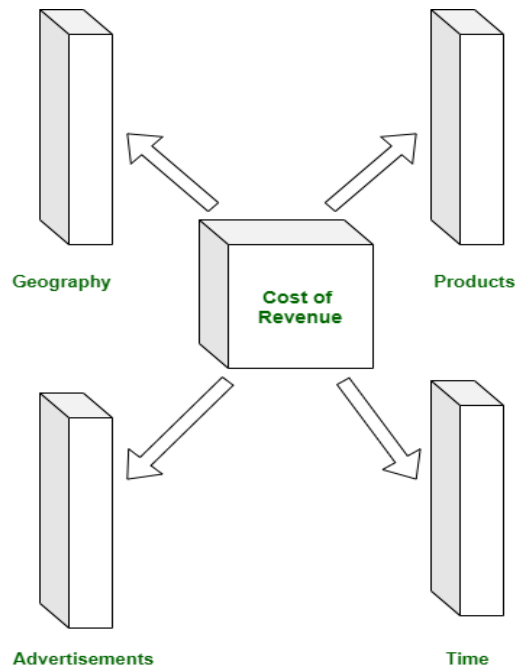 Geography
Products
Cost of
Revenue
Advertisements
Time